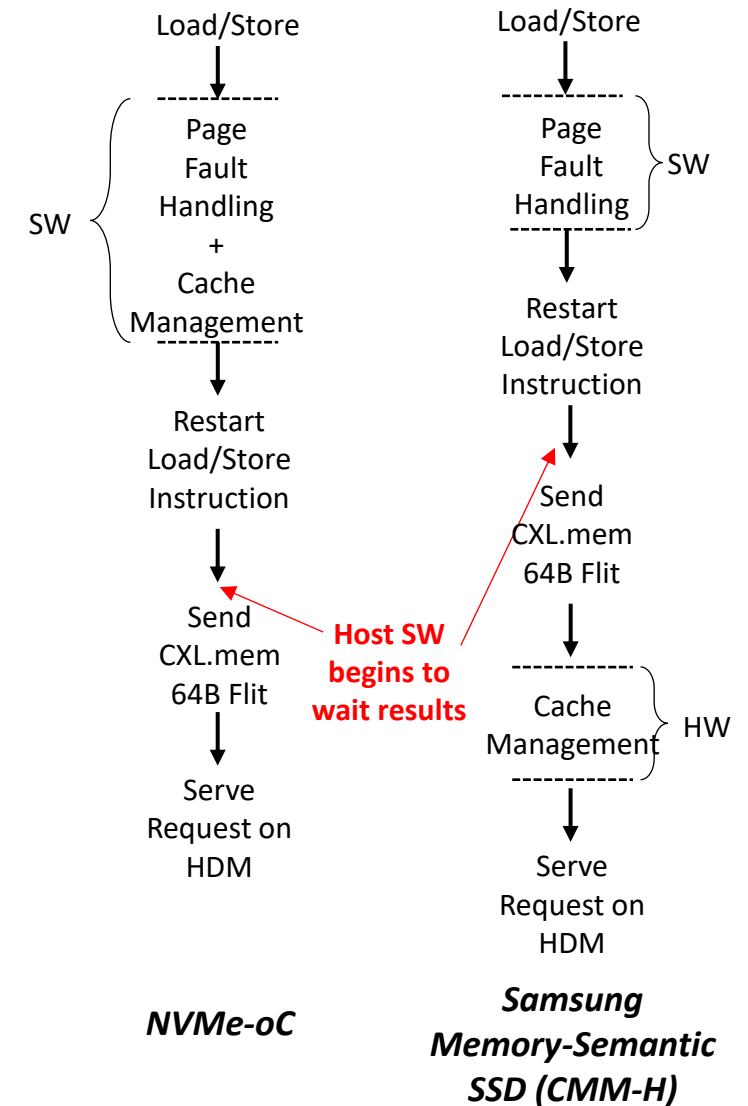 Load/Store
SW
Page
Fault
Handling
+
Cache
Management
Restart
Load/Store
Instruction
Send
CXL.mem
64B Flit
Serve
Request on
HDM
NVMe-oC
Host SW
begins to
wait results
Load/Store
Page
Fault
Handling
SW
Restart
Load/Store
Instruction
Send
CXL.mem
64B Flit
Cache
Management
HW
Serve
Request on
HDM
Samsung
Memory-Semantic
SSD (CMM-H)